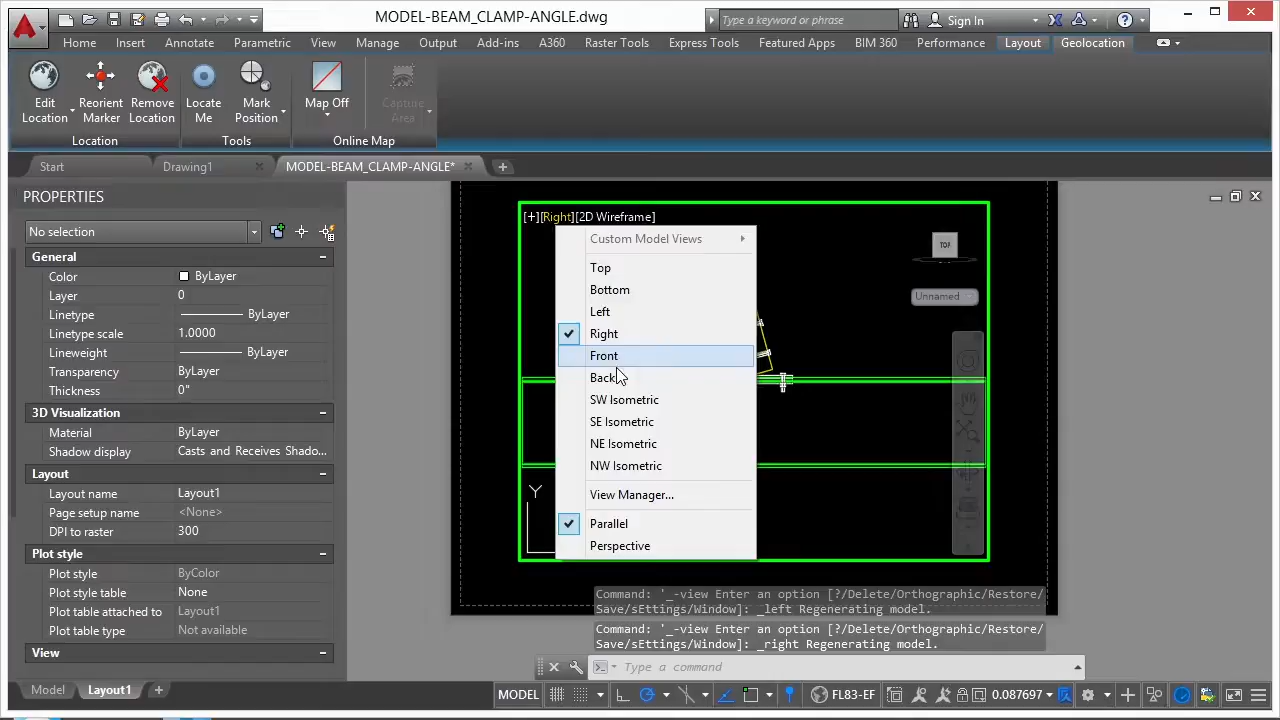 MODEL-BEAM_CLAMP-ANGLE.dwg
Type a keyword or phrase
Sign In
Home Insert Annotate Parametric View Manage Output Add-ins A360 Raster Tools Express Tools Featured Apps BIM 360 Performance Layout Geolocation
Edit Location
Reorient Marker
Remove Location
Locate Me
Mark Position
Map Off
Capture Area
Location Tools Online Map
Start Drawing1 MODEL-BEAM_CLAMP-ANGLE*
PROPERTIES
No selection
General
Color ByLayer
Layer 0
Linetype ByLayer
Linetype scale 1.0000
Lineweight ByLayer
Transparency ByLayer
Thickness 0"
3D Visualization
Material ByLayer
Shadow display Casts and Receives Shado...
Layout
Layout name Layout1
Page setup name <None>
DPI to raster 300
Plot style
Plot style ByColor
Plot style table None
Plot table attached to Layout1
Plot table type Not available
View
[+][Right][2D Wireframe]
Custom Model Views
Top
Bottom
Left
Right
Front
Back
SW Isometric
SE Isometric
NE Isometric
NW Isometric
View Manager...
Parallel
Perspective
TOP
Unnamed
Y
Command: '_-view Enter an option [?/Delete/Orthographic/Restore/
Save/sEttings/Window]: _left Regenerating model.
Command: '_-view Enter an option [?/Delete/Orthographic/Restore/
Save/sEttings/Window]: _right Regenerating model.
Type a command
Model Layout1
MODEL FL83-EF 0.087697